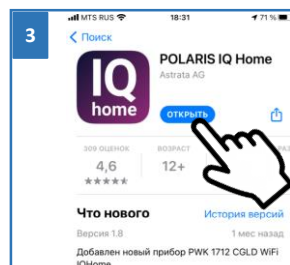 3
MTS RUS 18:31 71 %
Поиск
IQ
home
POLARIS IQ Home
Astrata AG
ОТКРЫТЬ
309 ОЦЕНОК ВОЗРАСТ
4,6 12+
Что нового История версий
Версия 1.8 1 мес назад
Добавлен новый прибор PWK 1712 CGLD WiFi
IQHome